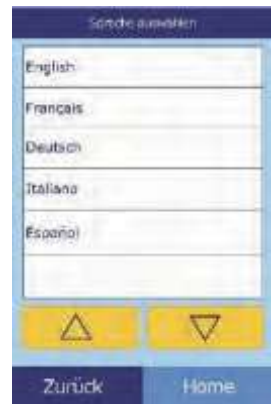 Sprache auswählen
English
Français
Deutsch
Italiano
Español
Zurück
Home